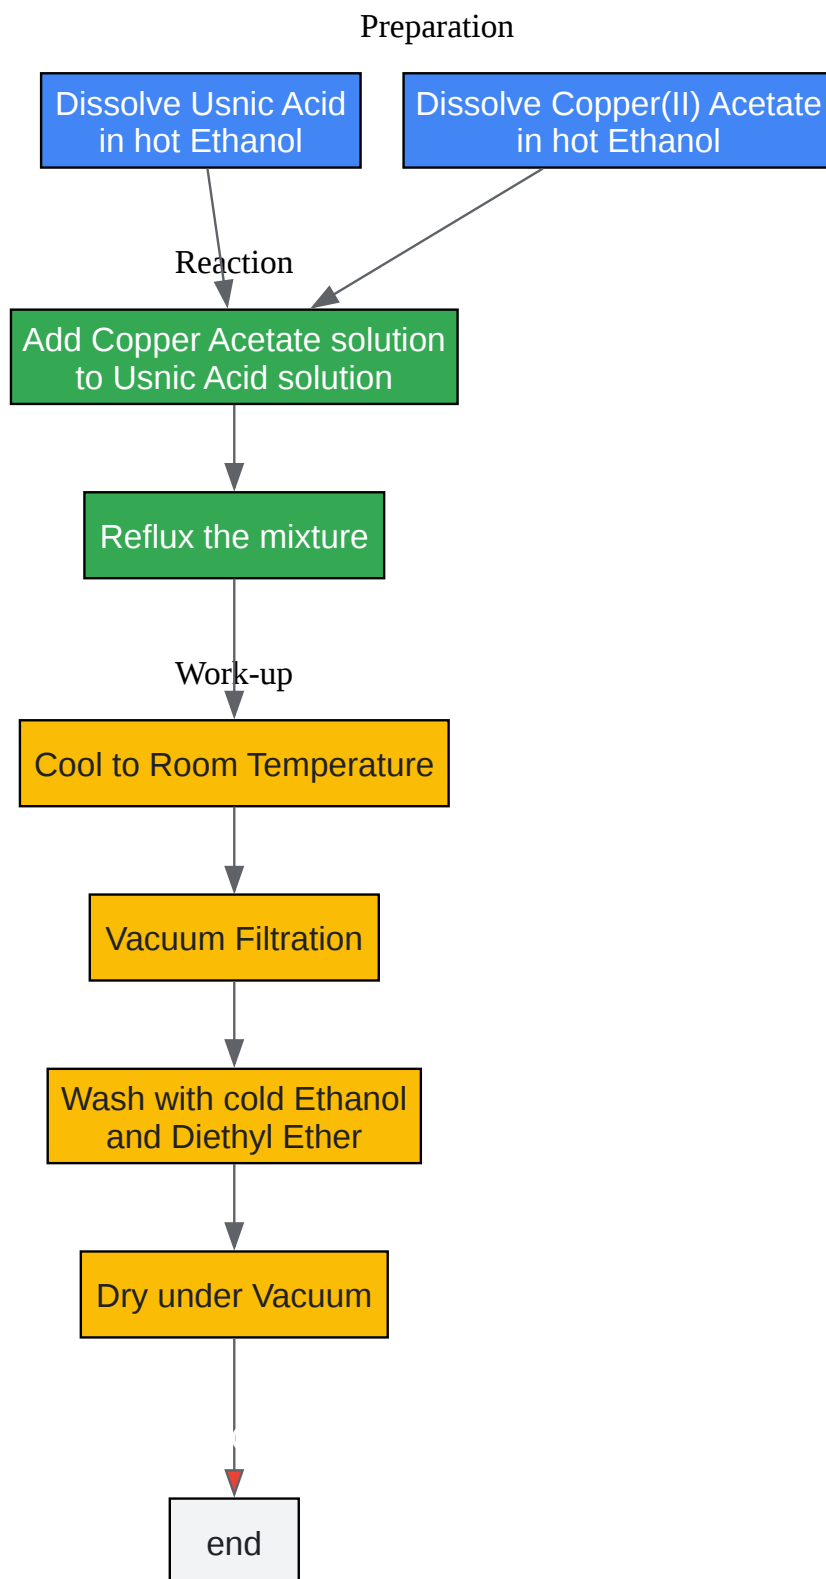 Preparation
Dissolve Usnic Acid
in hot Ethanol
Dissolve Copper(II) Acetate
in hot Ethanol
Reaction
Add Copper Acetate solution
to Usnic Acid solution
Reflux the mixture
Work-up
Cool to Room Temperature
Vacuum Filtration
Wash with cold Ethanol
and Diethyl Ether
Dry under Vacuum
end